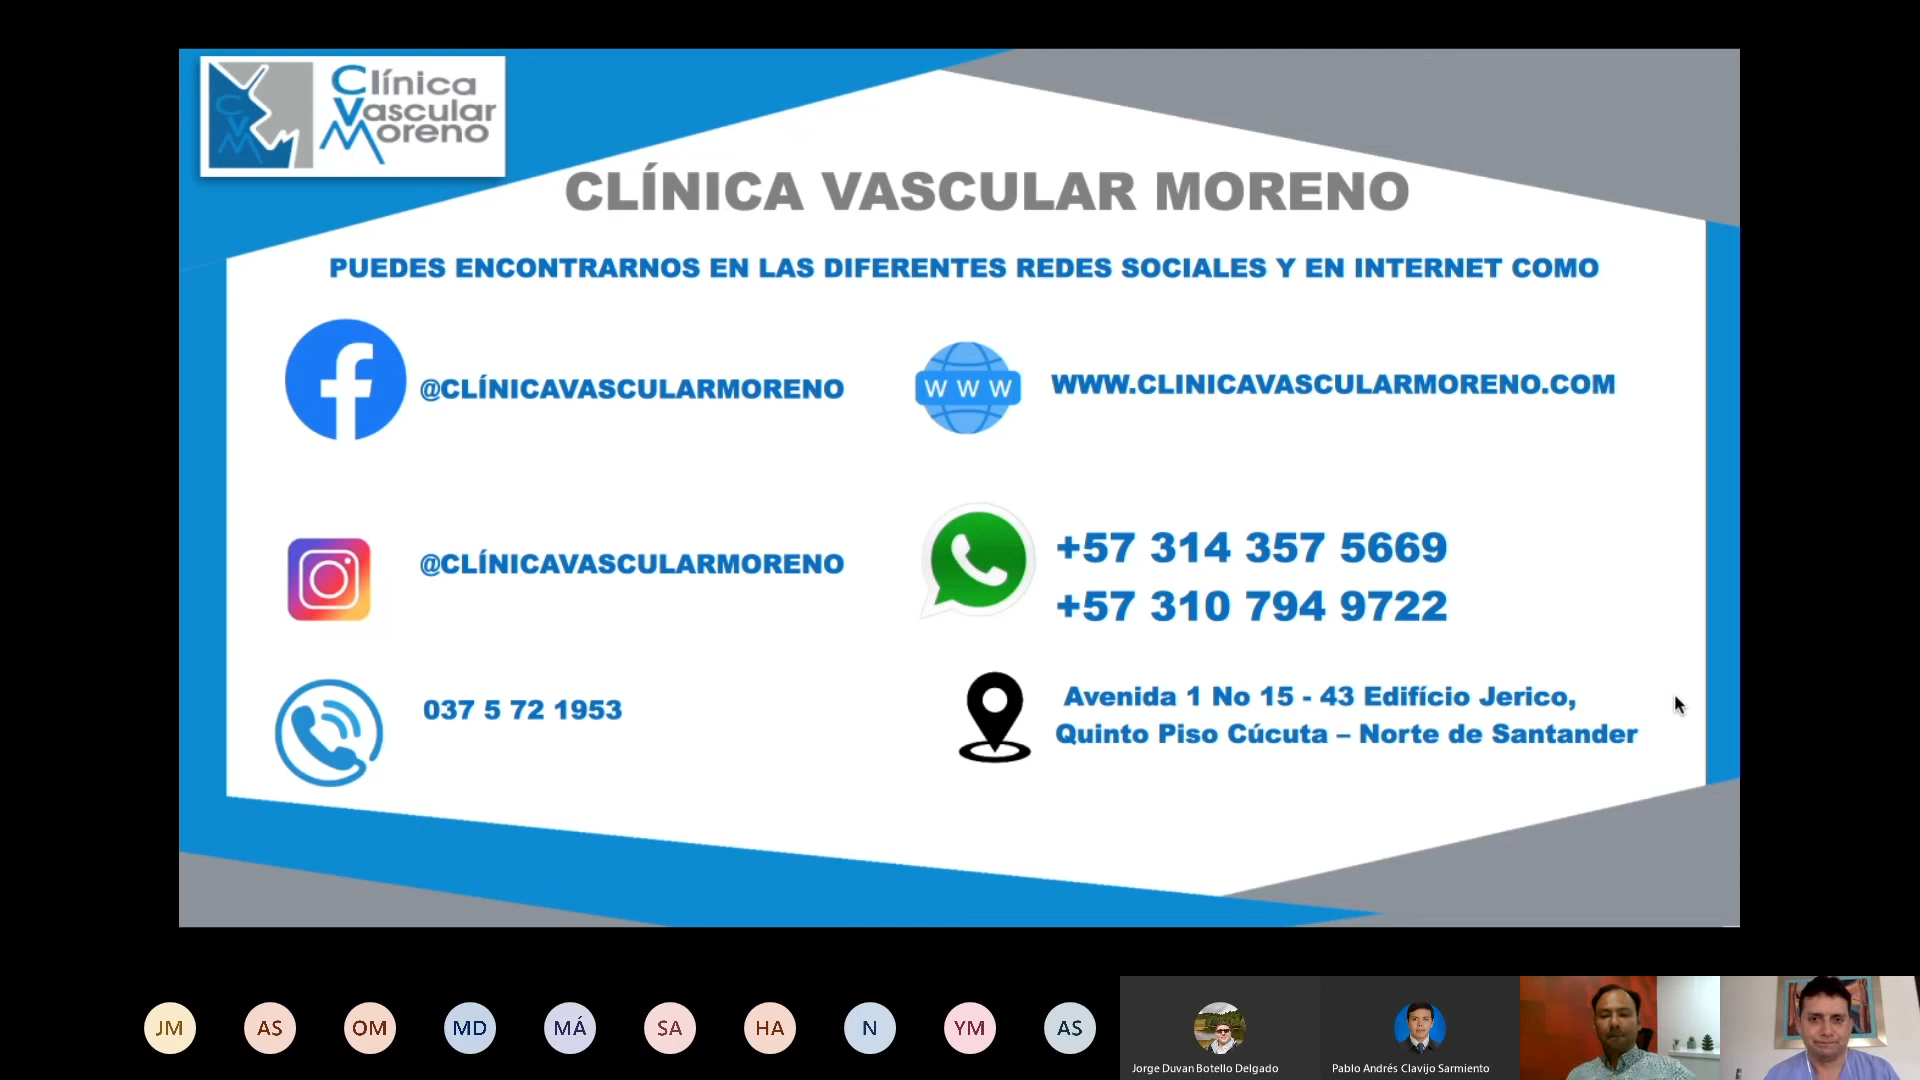 Clínica
Vascular
Moreno
CVM
CLÍNICA VASCULAR MORENO
PUEDES ENCONTRARNOS EN LAS DIFERENTES REDES SOCIALES Y EN INTERNET COMO
@CLÍNICAVASCULARMORENO
WWW
WWW.CLINICAVASCULARMORENO.COM
@CLÍNICAVASCULARMORENO
+57 314 357 5669
+57 310 794 9722
037 5 72 1953
Avenida 1 No 15 - 43 Edifício Jerico,
Quinto Piso Cúcuta – Norte de Santander
JM AS OM MD MÁ SA HA N YM AS
Jorge Duvan Botello Delgado
Pablo Andrés Clavijo Sarmiento